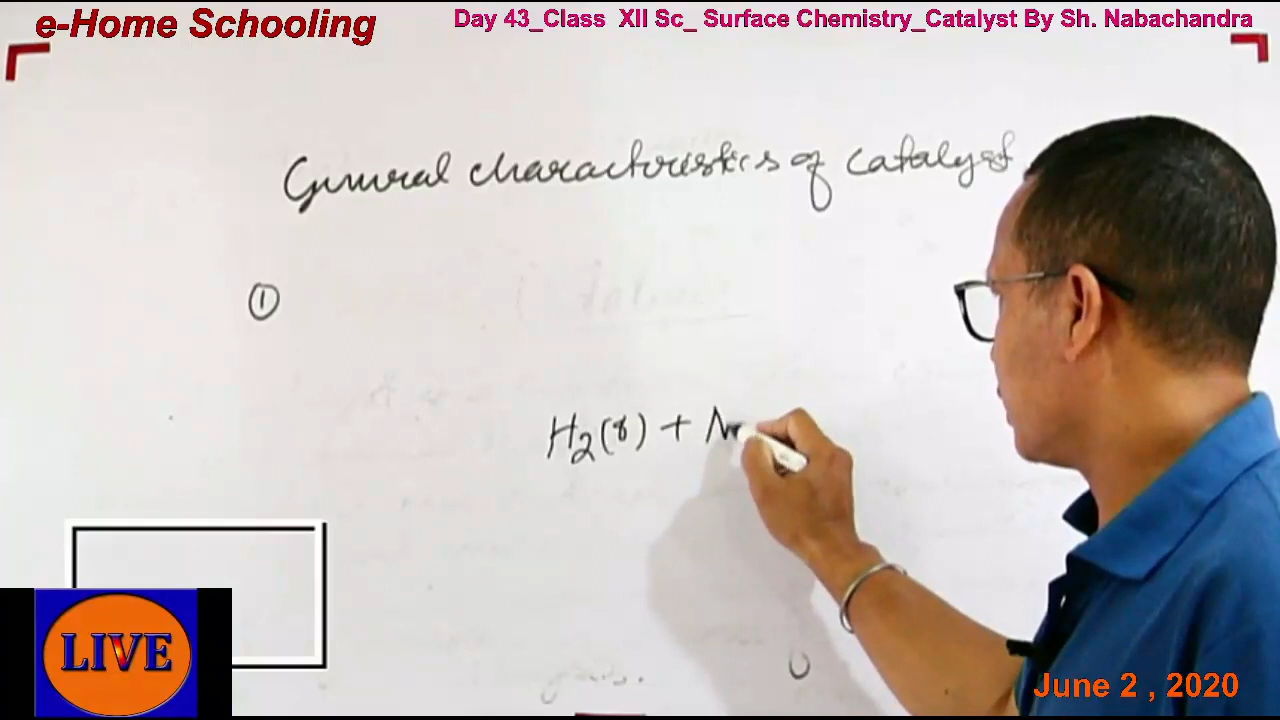 e-Home Schooling
Day 43_Class XII Sc_ Surface Chemistry_Catalyst By Sh. Nabachandra
General characteristics of catalyst
①
H₂(g) + N
LIVE
June 2 , 2020